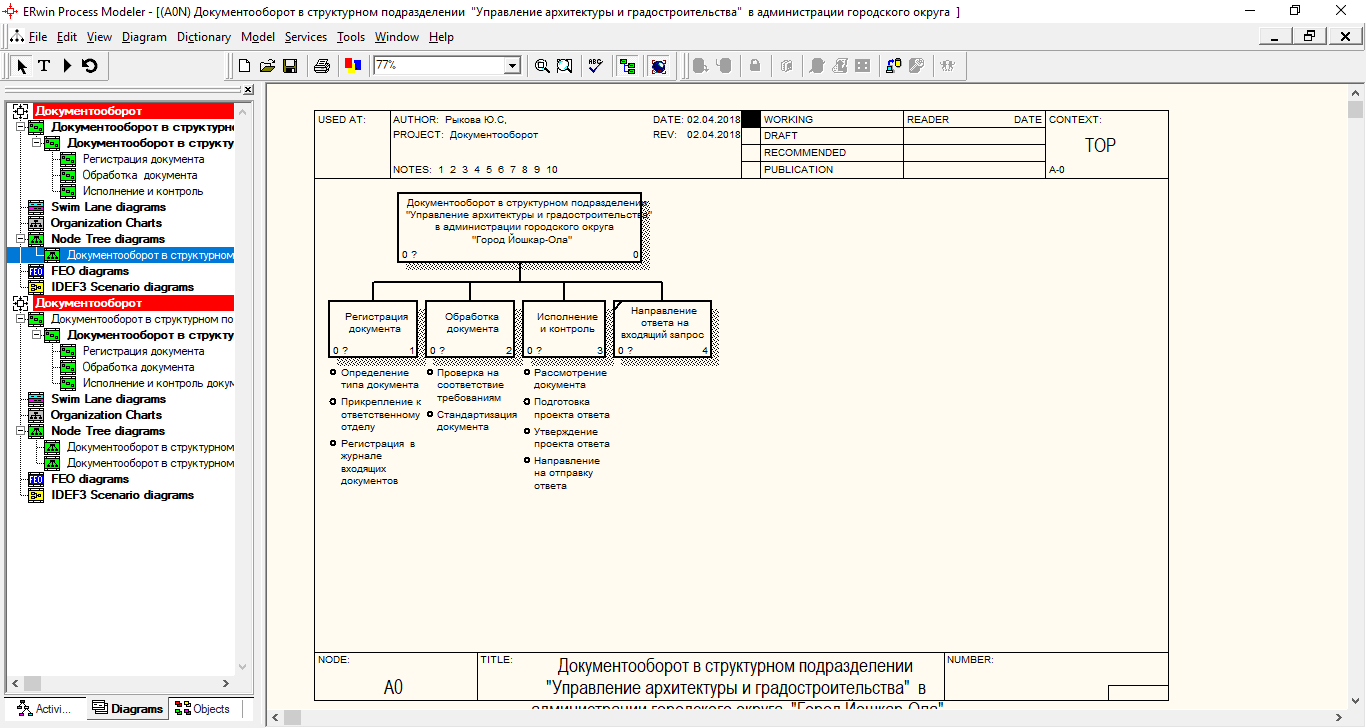 ERwin Process Modeler - [(A0N) Документооборот в структурном подразделении "Управление архитектуры и градостроительства" в администрации городского округа ]
File Edit View Diagram Dictionary Model Services Tools Window Help
T 77% ABC
Документооборот
Документооборот в структурн
Документооборот в структу
Регистрация документа
Обработка документа
Исполнение и контроль
Swim Lane diagrams
Organization Charts
Node Tree diagrams
Документооборот в структурном
FEO diagrams
IDEF3 Scenario diagrams
Документооборот
Документооборот в структурном по
Документооборот в структу
Регистрация документа
Обработка документа
Исполнение и контроль докум
Swim Lane diagrams
Organization Charts
Node Tree diagrams
Документооборот в структурном
Документооборот в структурном
FEO diagrams
IDEF3 Scenario diagrams
Activi... Diagrams Objects
USED AT:
AUTHOR: Рыкова Ю.С,
DATE: 02.04.2018
PROJECT: Документооборот
REV: 02.04.2018
NOTES: 1 2 3 4 5 6 7 8 9 10
WORKING
DRAFT
RECOMMENDED
PUBLICATION
READER DATE
CONTEXT:
TOP
A-0
Документооборот в структурном подразделении
"Управление архитектуры и градостроительства"
в администрации городского округа
"Город Йошкар-Ола"
0 ? 0
Регистрация
документа
0 ? 1
Обработка
документа
0 ? 2
Исполнение
и контроль
0 ? 3
Направление
ответа на
входящий запрос
0 ? 4
Определение
типа документа
Прикрепление к
ответственному
отделу
Регистрация в
журнале
входящих
документов
Проверка на
соответствие
требованиям
Стандартизация
документа
Рассмотрение
документа
Подготовка
проекта ответа
Утверждение
проекта ответа
Направление
на отправку
ответа
NODE:
A0
TITLE:
Документооборот в структурном подразделении
"Управление архитектуры и градостроительства" в
администрации городского округа "Город Йошкар-Ола"
NUMBER: